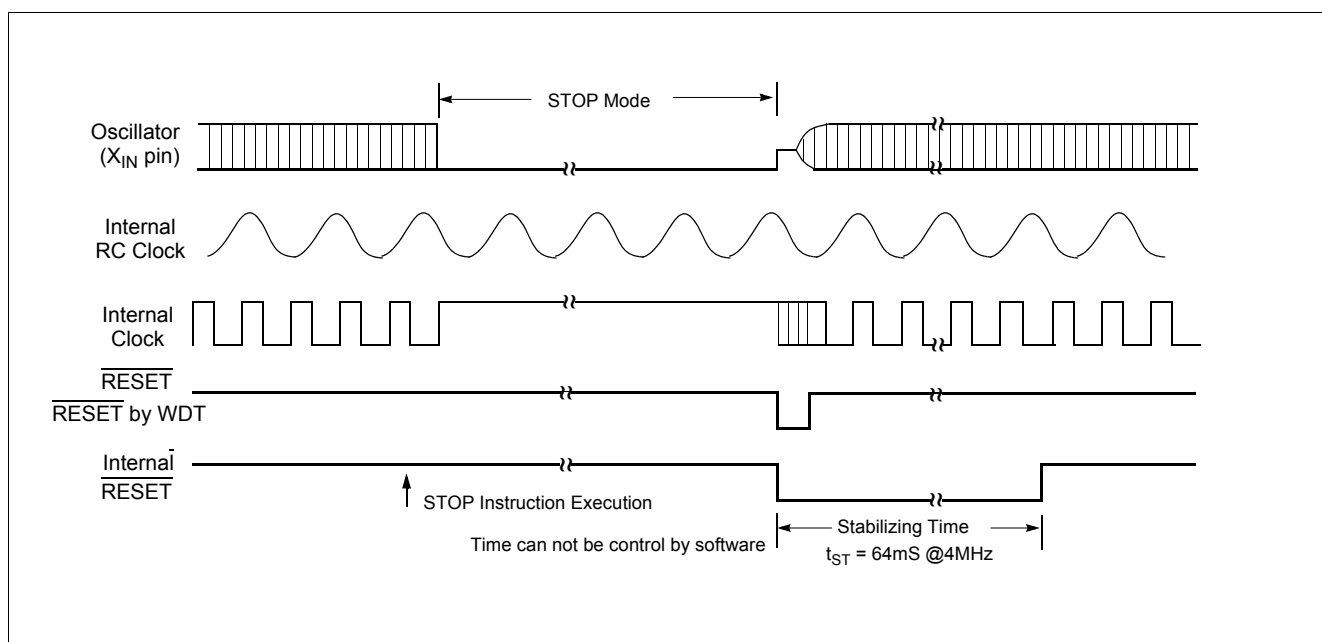 STOP Mode
Oscillator
(XIN pin)
Internal
RC Clock
Internal
Clock
RESET
RESET by WDT
Internal
RESET
STOP Instruction Execution
Time can not be control by software
Stabilizing Time
tST = 64mS @4MHz